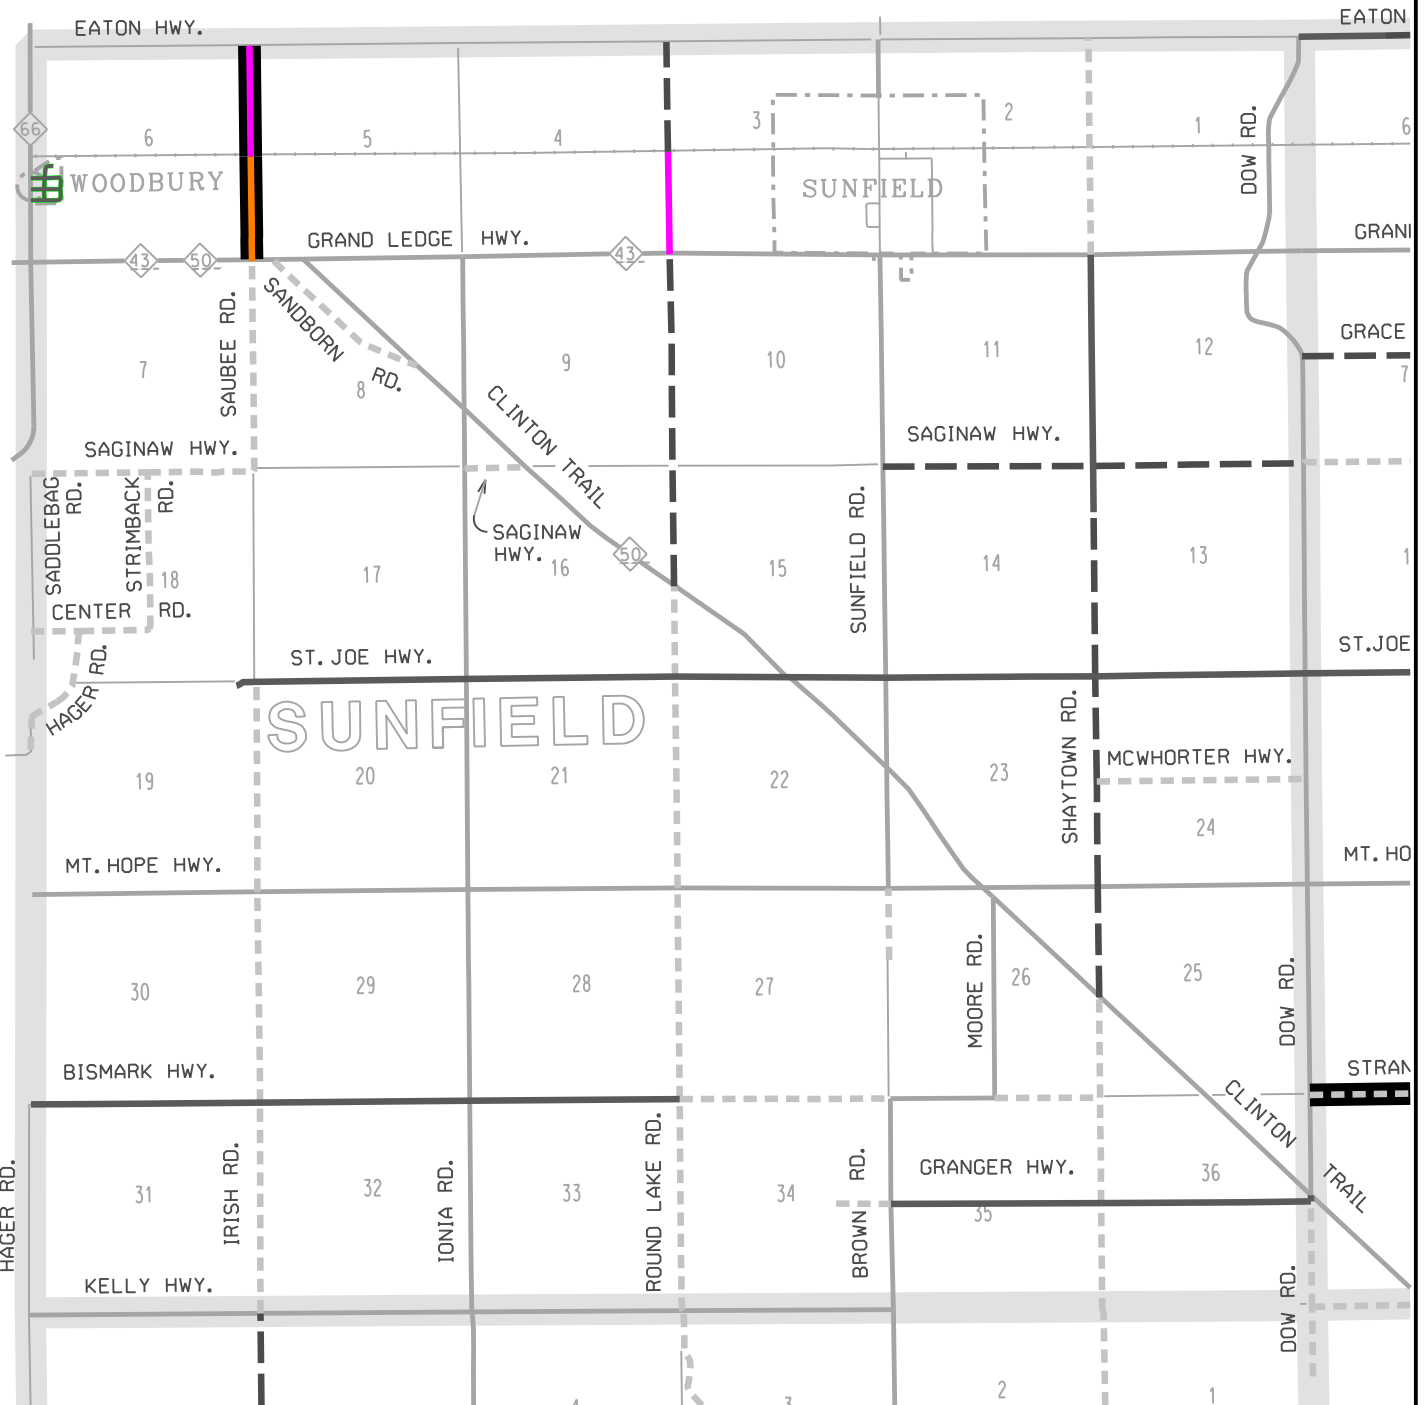 EATON HWY.
EATON
66
6
5
4
3
2
1
6
DOW RD.
WOODBURY
SUNFIELD
43
50
GRAND LEDGE HWY.
43
GRANI
SAUBEE RD.
SANDBORN RD.
GRACE
7
8
9
10
11
12
7
CLINTON TRAIL
SAGINAW HWY.
SAGINAW HWY.
SADDLEBAG RD.
STRIMBACK RD.
SAGINAW
HWY.
50
SUNFIELD RD.
18
17
16
15
14
13
1
CENTER RD.
HAGER RD.
ST.JOE HWY.
ST.JOE
SUNFIELD
SHAYTOWN RD.
MCWHORTER HWY.
19
20
21
22
23
24
MT.HOPE HWY.
MT.HO
MOORE RD.
DOW RD.
30
29
28
27
26
25
BISMARK HWY.
STRAN
CLINTON TRAIL
HAGER RD.
IRISH RD.
IONIA RD.
ROUND LAKE RD.
BROWN RD.
GRANGER HWY.
31
32
33
34
35
36
KELLY HWY.
DOW RD.
4
3
2
1